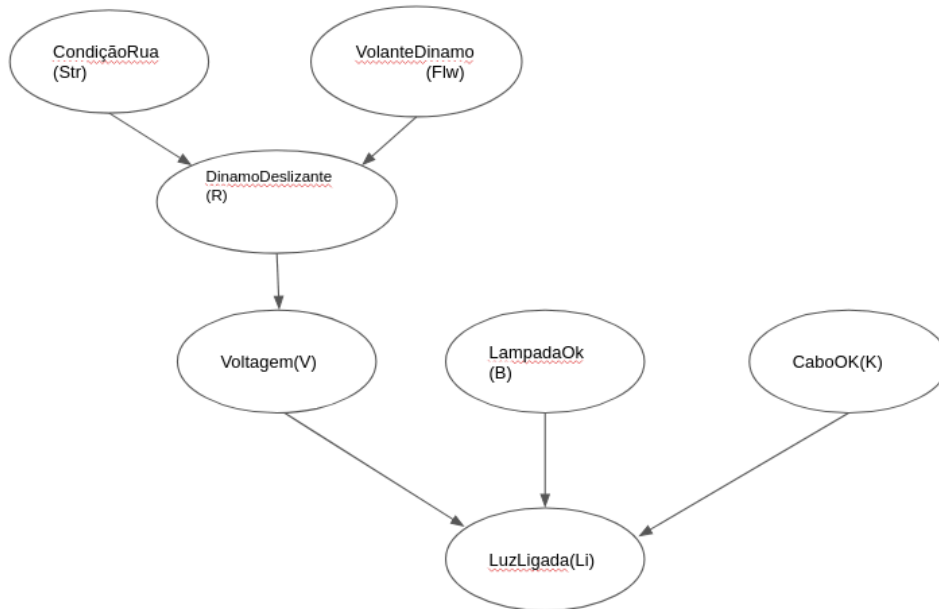 CondiçãoRua
(Str)
VolanteDinamo
(Flw)
DinamoDeslizante
(R)
Voltagem(V)
LampadaOk
(B)
CaboOK(K)
LuzLigada(Li)